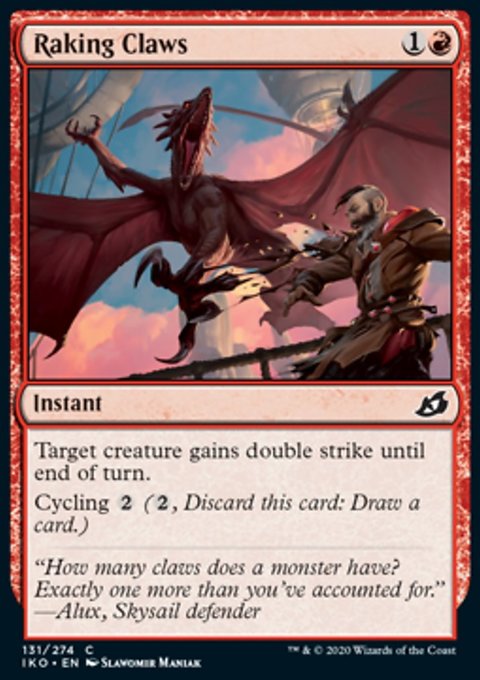 Raking Claws 1
Instant
Target creature gains double strike until
end of turn.
Cycling 2 (2, Discard this card: Draw a
card.)
“How many claws does a monster have?
Exactly one more than you’ve accounted for.”
—Alux, Skysail defender
131/274 C
IKO • EN Slawomir Maniak
™ & © 2020 Wizards of the Coast